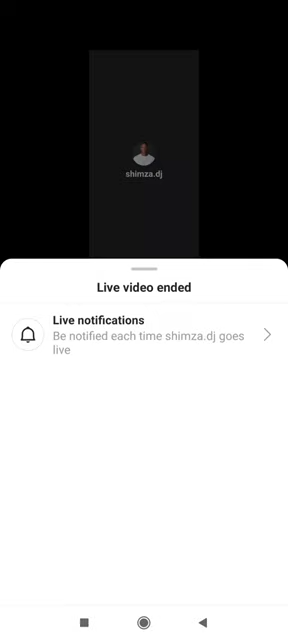 shimza.dj
Live video ended
Live notifications
Be notified each time shimza.dj goes
live